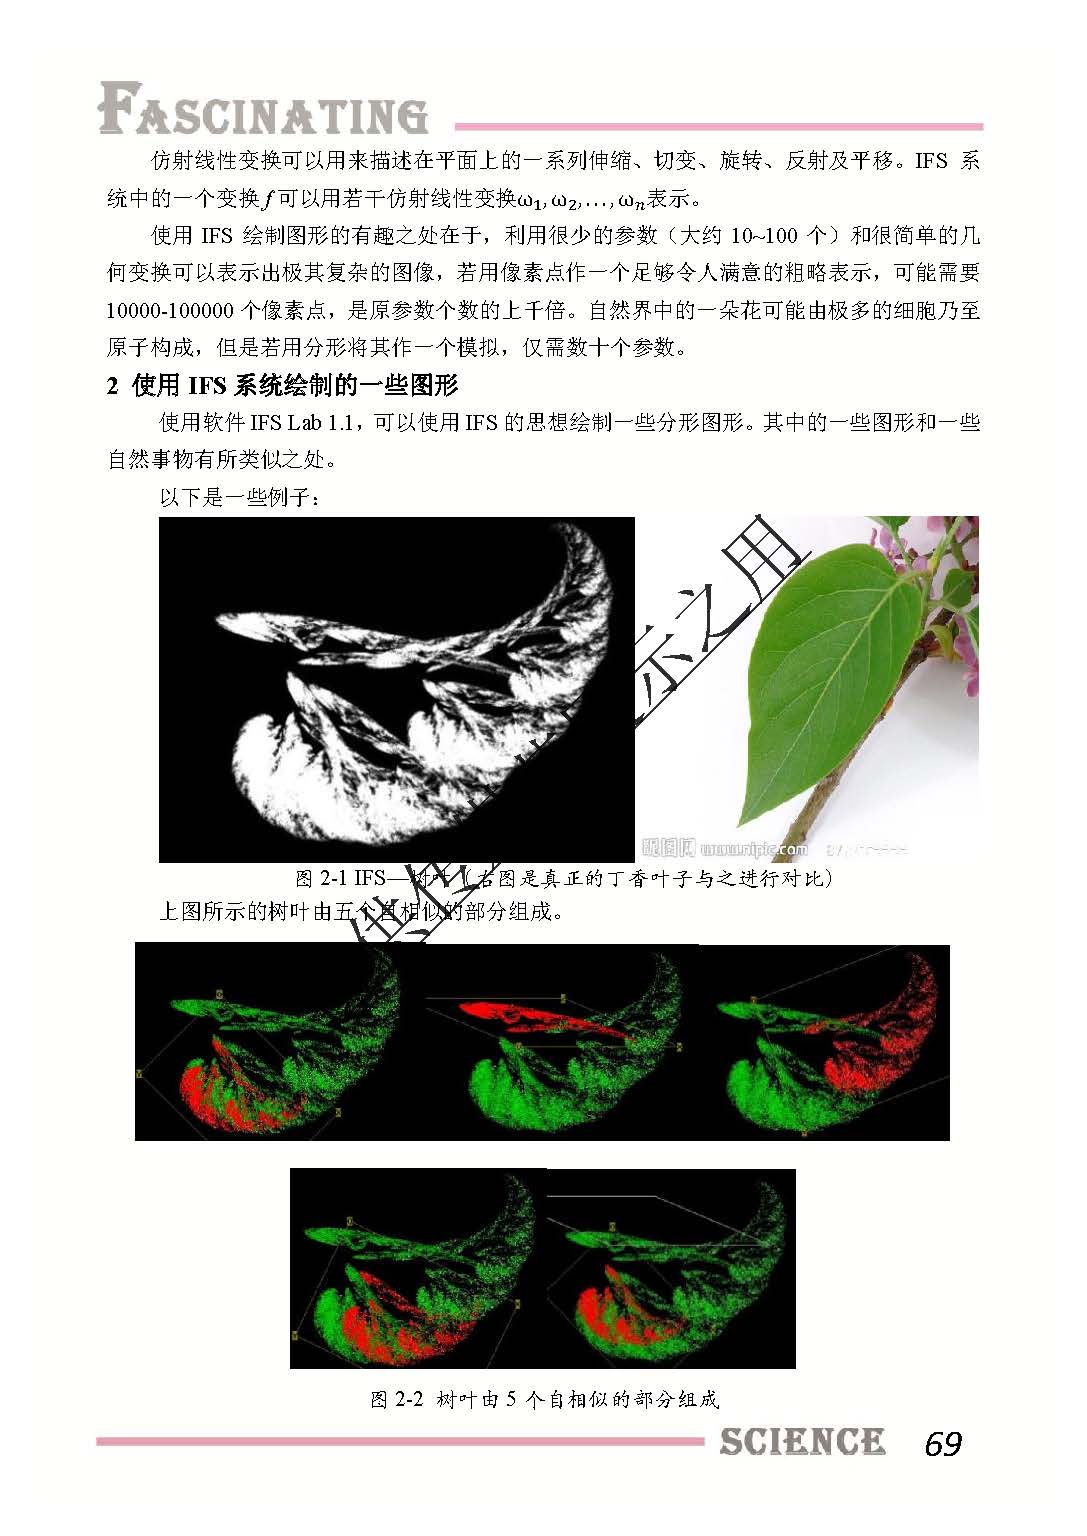 FASCINATING
仿射线性变换可以用来描述在平面上的一系列伸缩、切变、旋转、反射及平移。IFS 系
统中的一个变换f可以用若干仿射线性变换ω₁, ω₂, …, ωₙ表示。
使用 IFS 绘制图形的有趣之处在于，利用很少的参数（大约 10~100 个）和很简单的几
何变换可以表示出极其复杂的图像，若用像素点作一个足够令人满意的粗略表示，可能需要
10000-100000 个像素点，是原参数个数的上千倍。自然界中的一朵花可能由极多的细胞乃至
原子构成，但是若用分形将其作一个模拟，仅需数十个参数。
2 使用 IFS 系统绘制的一些图形
使用软件 IFS Lab 1.1，可以使用 IFS 的思想绘制一些分形图形。其中的一些图形和一些
自然事物有所类似之处。
以下是一些例子：
示之用
昵图网 www.nipic.com
图 2-1 IFS—树叶（右图是真正的丁香叶子与之进行对比）
上图所示的树叶由五个自相似的部分组成。
图 2-2 树叶由 5 个自相似的部分组成
SCIENCE 69